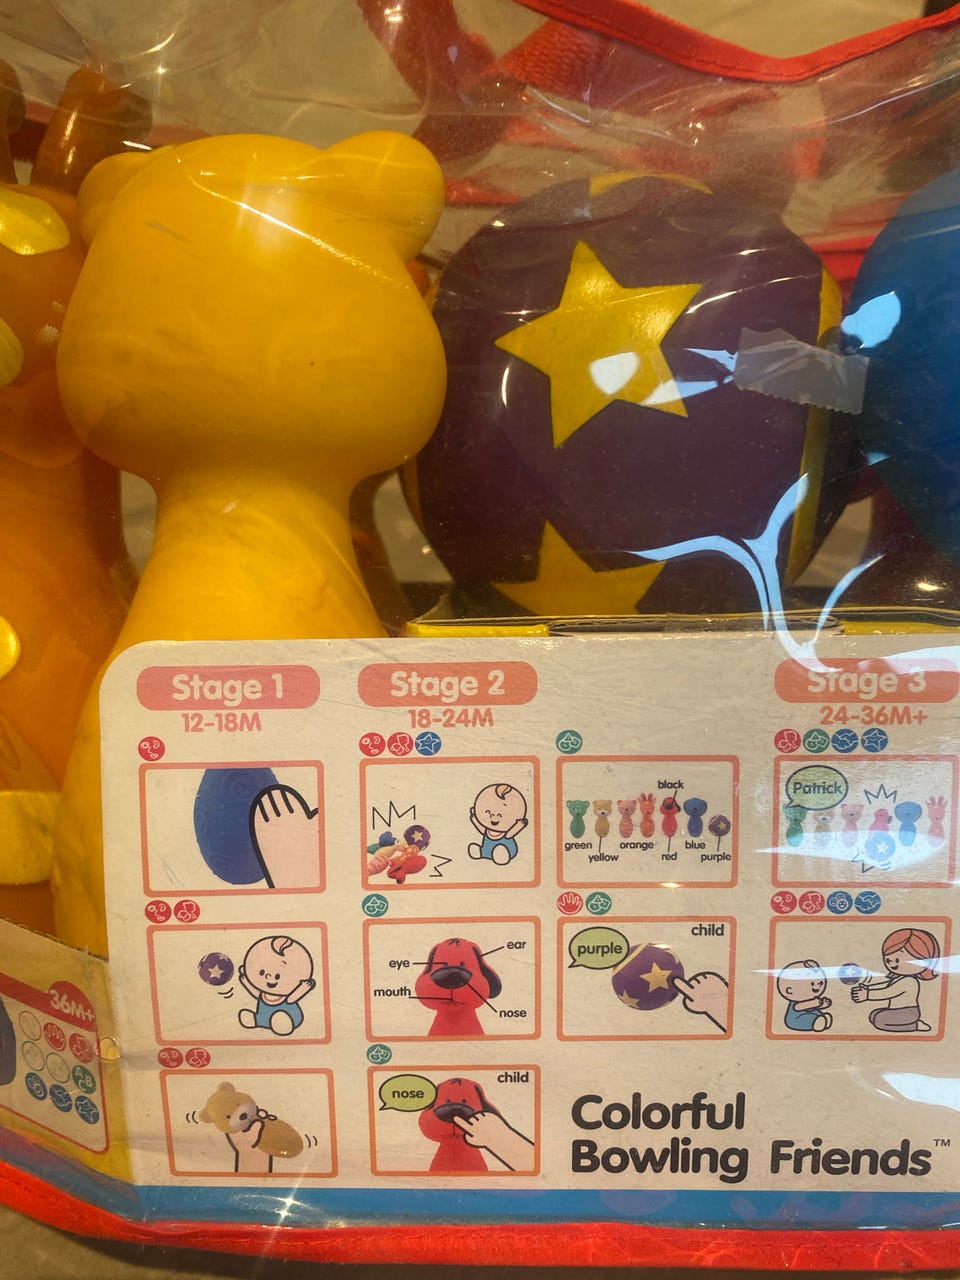 Stage 1
12-18M
Stage 2
18-24M
Stage 3
24-36M+
black
green
yellow
orange
red
blue
purple
Patrick
eye
ear
mouth
nose
purple
child
nose
child
36M+
A
B
C
Colorful
Bowling Friends™